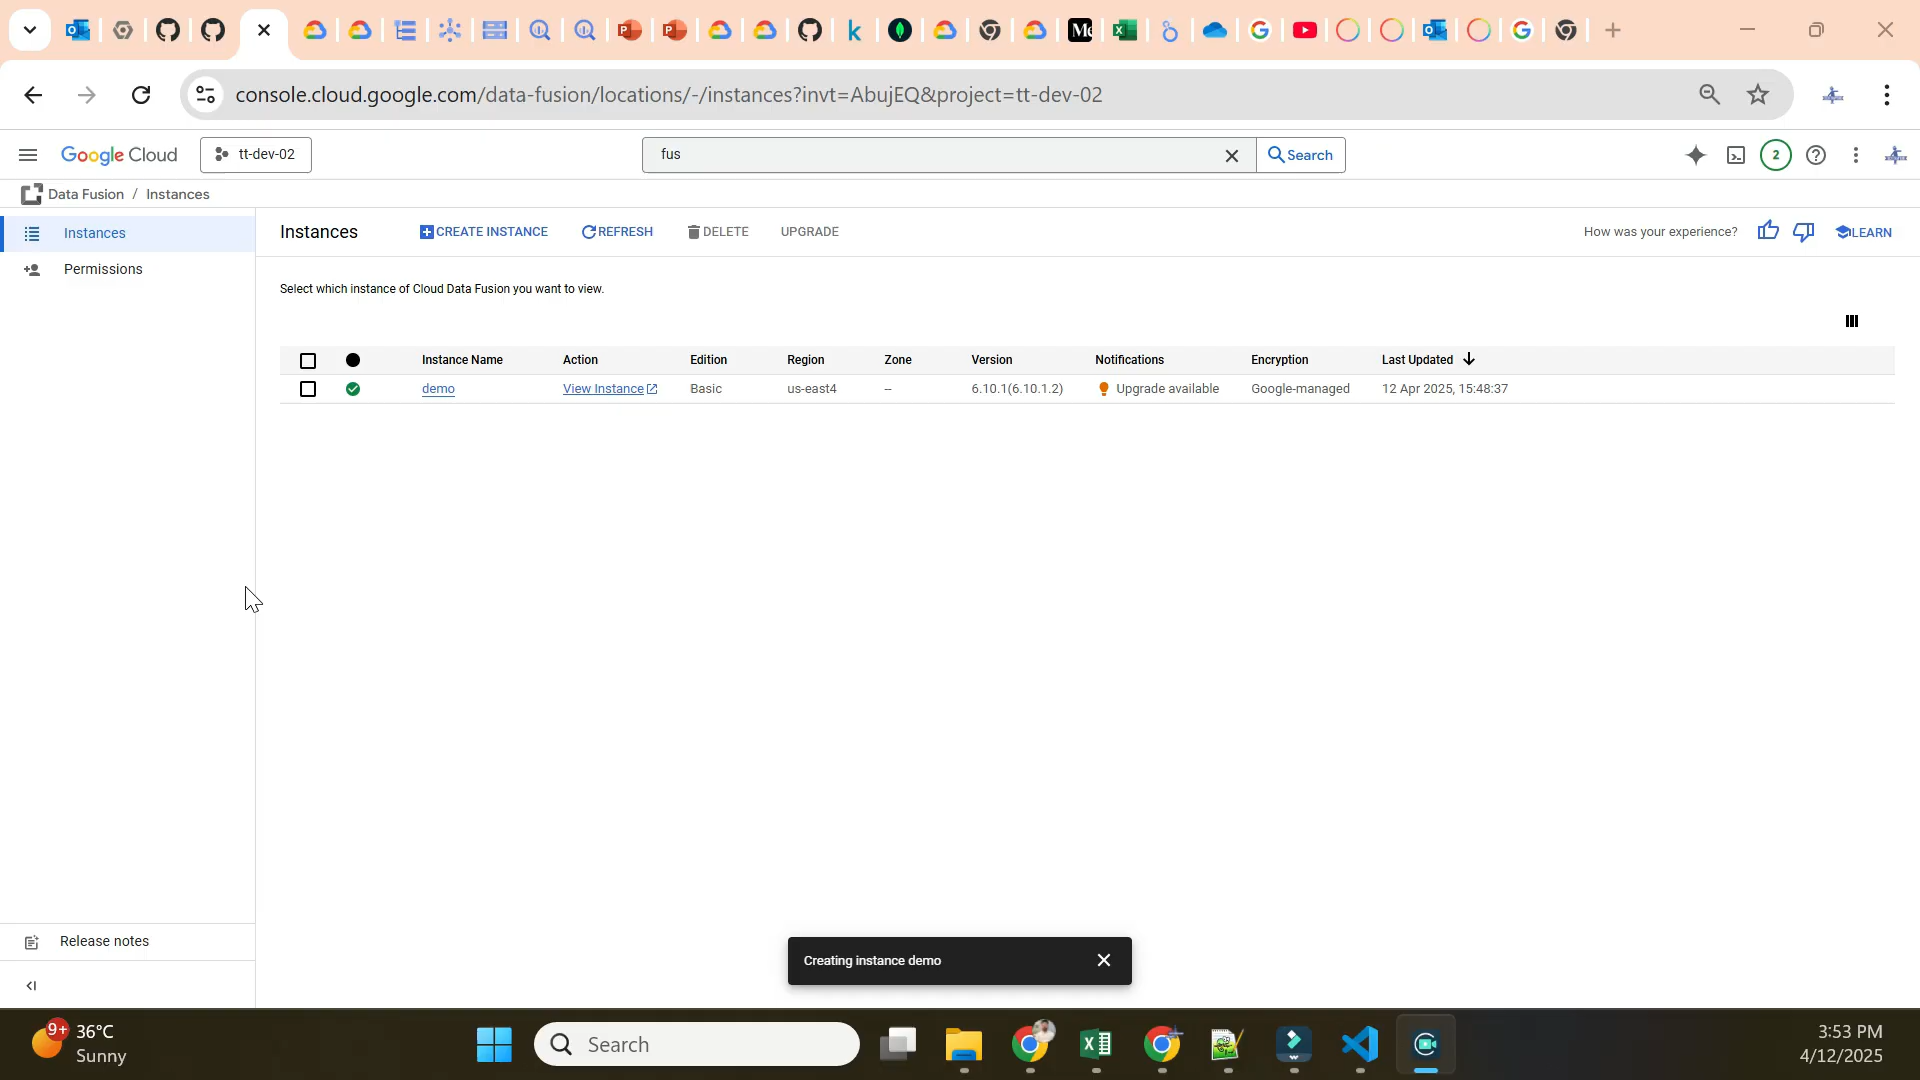 console.cloud.google.com/data-fusion/locations/-/instances?invt=AbujEQ&project=tt-dev-02
Google Cloud
tt-dev-02
fus
Search
2
Data Fusion / Instances
Instances
Permissions
Instances
CREATE INSTANCE
REFRESH
DELETE
UPGRADE
How was your experience?
LEARN
Select which instance of Cloud Data Fusion you want to view.
Instance Name Action Edition Region Zone Version Notifications Encryption Last Updated
demo View Instance Basic us-east4 -- 6.10.1(6.10.1.2) Upgrade available Google-managed 12 Apr 2025, 15:48:37
Release notes
Creating instance demo
9+
36°C
Sunny
Search
3:53 PM
4/12/2025